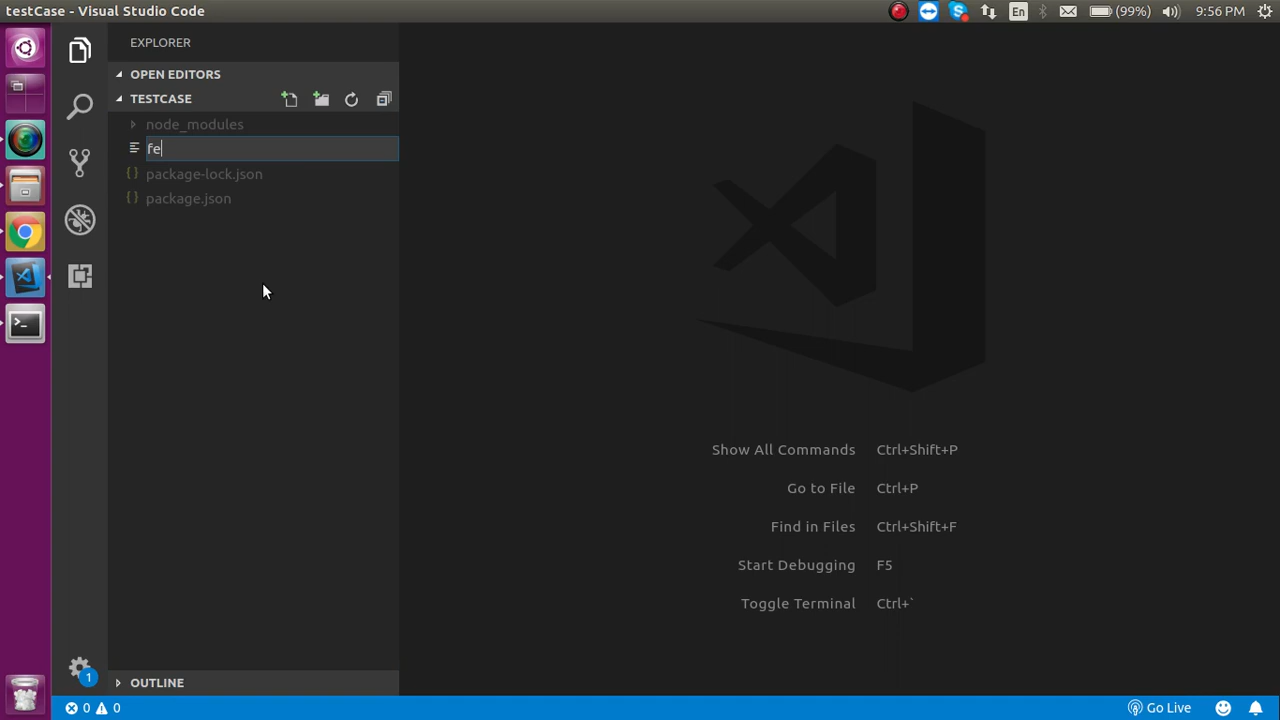 testCase - Visual Studio Code
En
(99%)
9:56 PM
EXPLORER
OPEN EDITORS
TESTCASE
node_modules
fe
{} package-lock.json
{} package.json
Show All Commands Ctrl+Shift+P
Go to File Ctrl+P
Find in Files Ctrl+Shift+F
Start Debugging F5
Toggle Terminal Ctrl+`
1
OUTLINE
0 0
Go Live